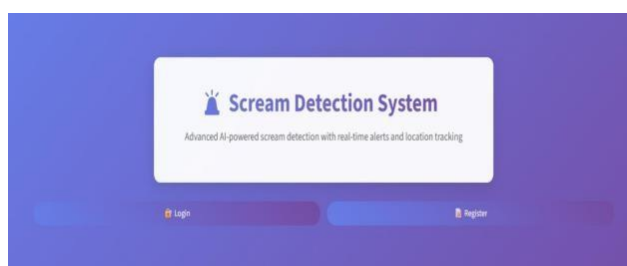 Scream Detection System
Advanced AI-powered scream detection with real-time alerts and location tracking
Login
Register